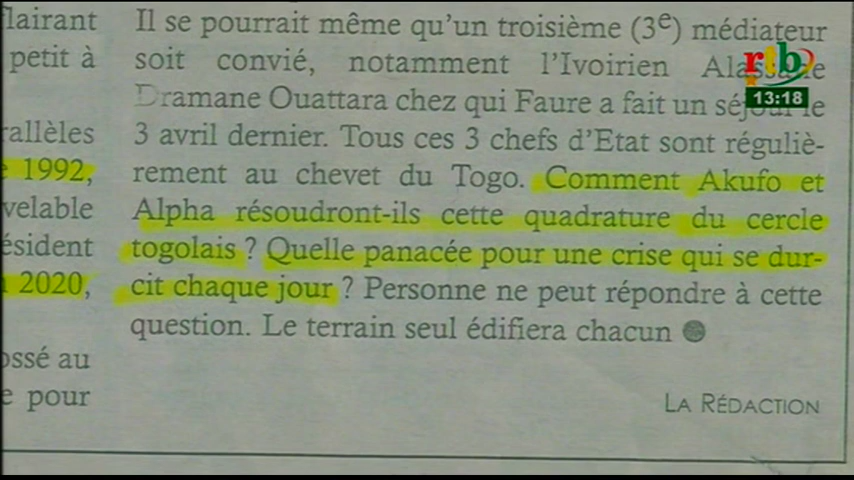 flairant
petit à
rallèles
1992,
velable
ésident
2020,
ossé au
e pour
Il se pourrait même qu'un troisième (3e) médiateur
soit convié, notamment l'Ivoirien Alassane
Dramane Ouattara chez qui Faure a fait un séjour le
3 avril dernier. Tous ces 3 chefs d'Etat sont réguliè-
rement au chevet du Togo. Comment Akufo et
Alpha résoudront-ils cette quadrature du cercle
togolais ? Quelle panacée pour une crise qui se dur-
cit chaque jour ? Personne ne peut répondre à cette
question. Le terrain seul édifiera chacun
LA RÉDACTION
rtb
13:18